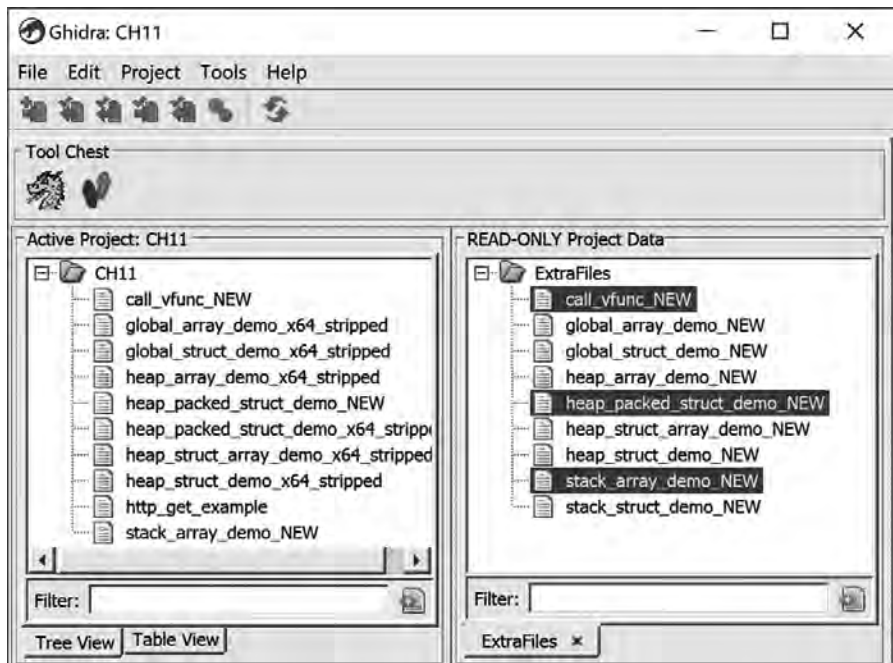 Ghidra: CH11
File Edit Project Tools Help
Tool Chest
Active Project: CH11
CH11
call_vfunc_NEW
global_array_demo_x64_stripped
global_struct_demo_x64_stripped
heap_array_demo_x64_stripped
heap_packed_struct_demo_NEW
heap_packed_struct_demo_x64_strippe
heap_struct_array_demo_x64_stripped
heap_struct_demo_x64_stripped
http_get_example
stack_array_demo_NEW
Filter:
Tree View Table View
READ-ONLY Project Data
ExtraFiles
call_vfunc_NEW
global_array_demo_NEW
global_struct_demo_NEW
heap_array_demo_NEW
heap_packed_struct_demo_NEW
heap_struct_array_demo_NEW
heap_struct_demo_NEW
stack_array_demo_NEW
stack_struct_demo_NEW
Filter:
ExtraFiles ×